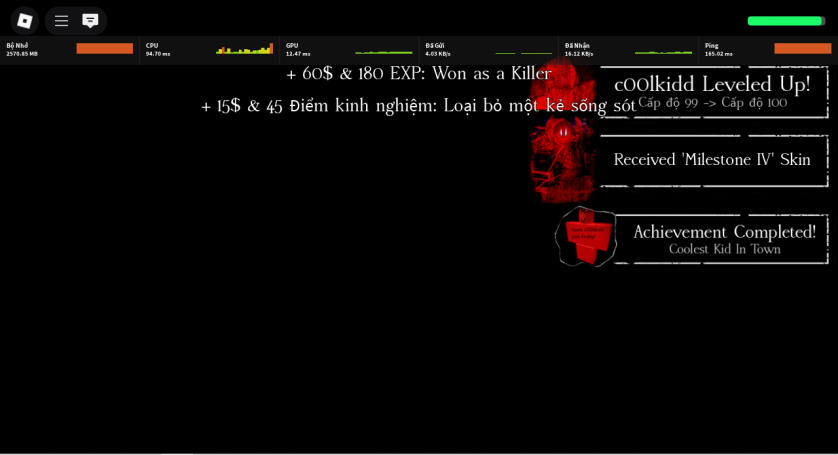 Bộ Nhớ
2570.85 MB
CPU
94.70 ms
GPU
12.47 ms
Đã Gửi
4.03 KB/s
Đã Nhận
16.12 KB/s
Ping
165.02 ms
+ 60$ & 180 EXP: Won as a Killer
+ 15$ & 45 Điểm kinh nghiệm: Loại bỏ một kẻ sống sót
c00lkidd Leveled Up!
Cấp độ 99 -> Cấp độ 100
Received 'Milestone IV' Skin
Achievement Completed!
Coolest Kid In Town